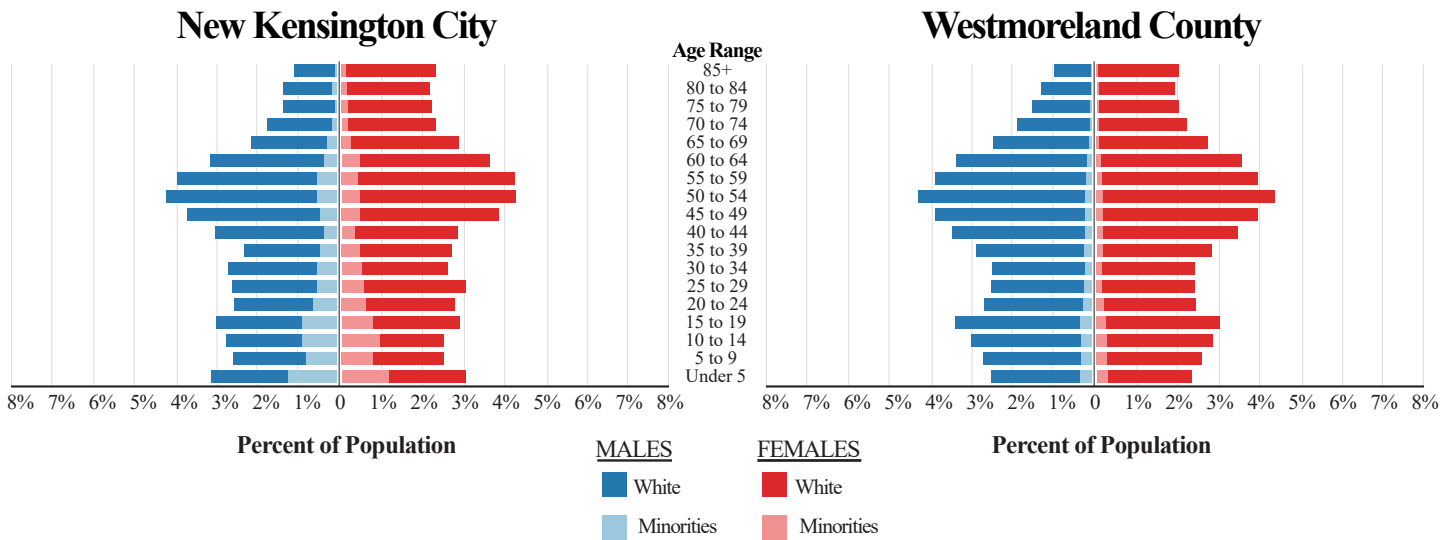 New Kensington City
Westmoreland County
Age Range
85+
80 to 84
75 to 79
70 to 74
65 to 69
60 to 64
55 to 59
50 to 54
45 to 49
40 to 44
35 to 39
30 to 34
25 to 29
20 to 24
15 to 19
10 to 14
5 to 9
Under 5
8% 7% 6% 5% 4% 3% 2% 1% 0 1% 2% 3% 4% 5% 6% 7% 8%
8% 7% 6% 5% 4% 3% 2% 1% 0 1% 2% 3% 4% 5% 6% 7% 8%
Percent of Population
Percent of Population
MALES
FEMALES
White
White
Minorities
Minorities